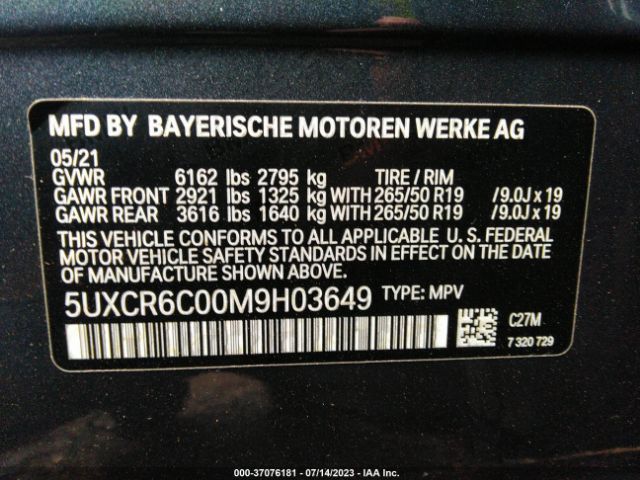 MFD BY BAYERISCHE MOTOREN WERKE AG
05/21
GVWR 6162 lbs 2795 kg TIRE / RIM
GAWR FRONT 2921 lbs 1325 kg WITH 265/50 R19 /9.0J x 19
GAWR REAR 3616 lbs 1640 kg WITH 265/50 R19 /9.0J x 19
THIS VEHICLE CONFORMS TO ALL APPLICABLE U. S. FEDERAL
MOTOR VEHICLE SAFETY STANDARDS IN EFFECT ON THE DATE
OF MANUFACTURE SHOWN ABOVE.
5UXCR6C00M9H03649 TYPE: MPV
C27M
7 320 729
000-37076181 - 07/14/2023 - IAA Inc.